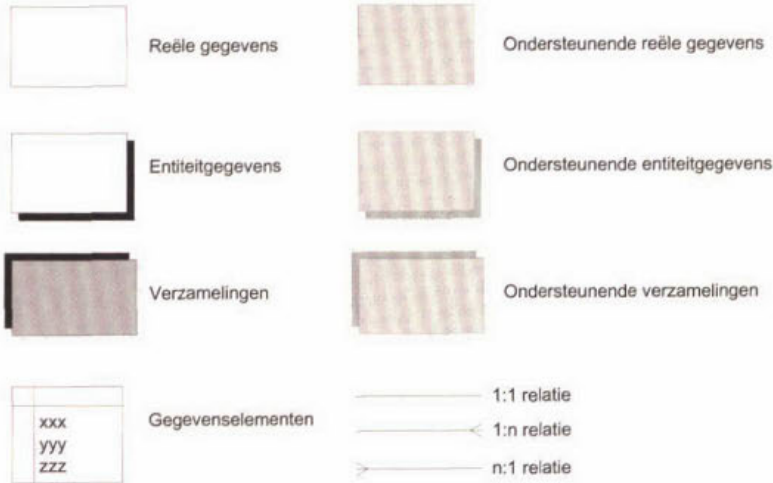 Reële gegevens
Ondersteunende reële gegevens
Entiteitgegevens
Ondersteunende entiteitgegevens
Verzamelingen
Ondersteunende verzamelingen
xxx
yyy
zzz
Gegevenselementen
1:1 relatie
1:n relatie
n:1 relatie